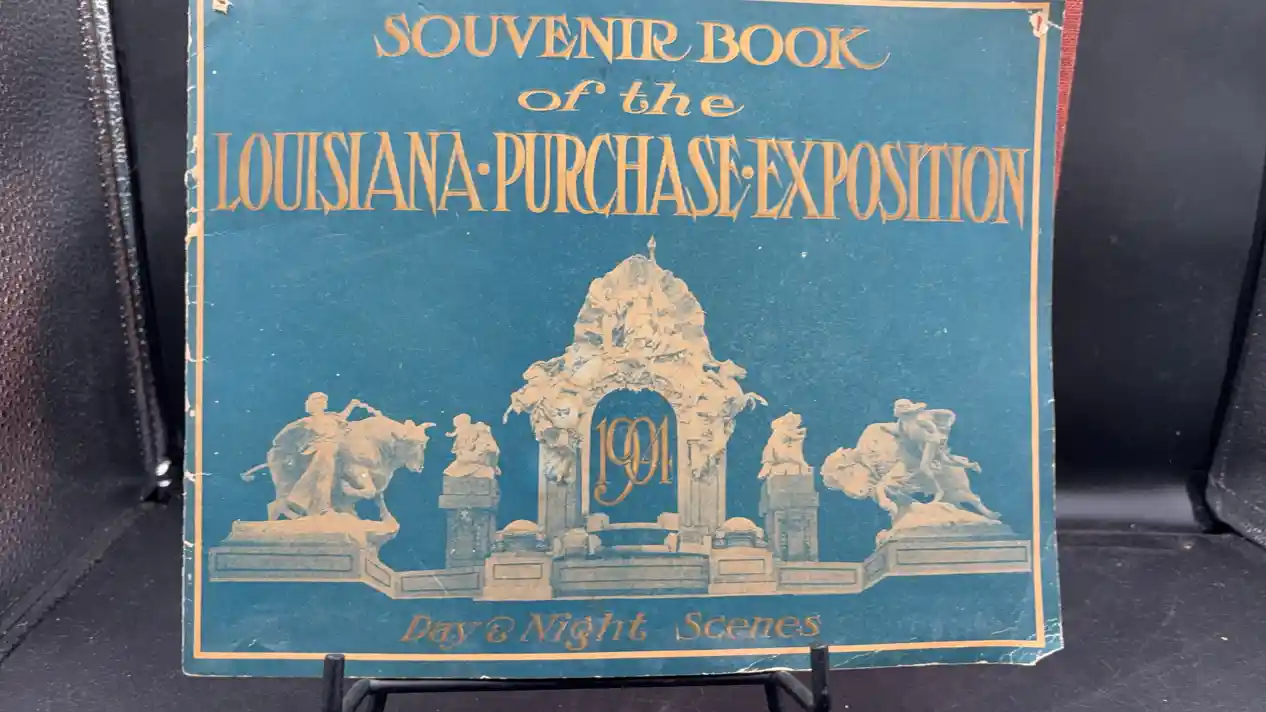 SOUVENIR BOOK
of the
LOUISIANA·PURCHASE·EXPOSITION
1904
Day & Night Scenes